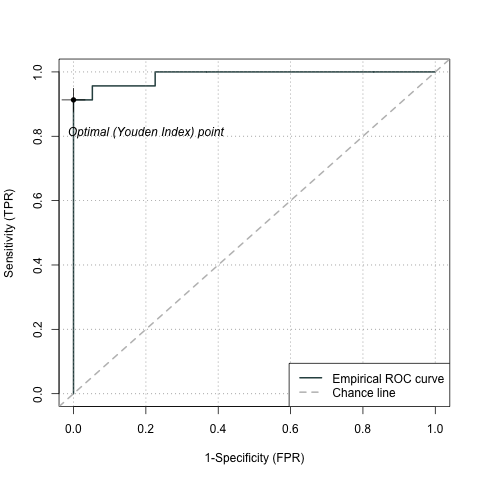 1.0
0.8
0.6
0.4
0.2
0.0
Sensitivity (TPR)
Optimal (Youden Index) point
Empirical ROC curve
Chance line
0.0 0.2 0.4 0.6 0.8 1.0
1-Specificity (FPR)